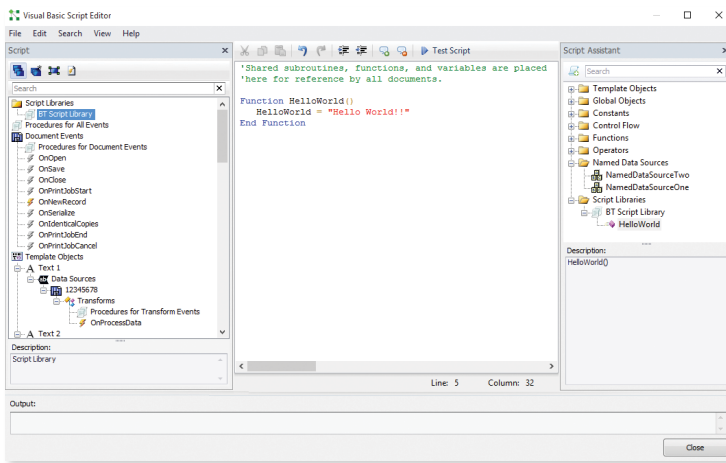 Visual Basic Script Editor
File Edit Search View Help
Script
Search
Script Libraries
BT Script Library
Procedures for All Events
Document Events
Procedures for Document Events
OnOpen
OnSave
OnClose
OnPrintJobStart
OnNewRecord
OnSerialize
OnIdenticalCopies
OnPrintJobEnd
OnPrintJobCancel
Template Objects
A Text 1
Data Sources
12345678
Transforms
Procedures for Transform Events
OnProcessData
A Text 2
Description:
Script Library
Test Script
'Shared subroutines, functions, and variables are placed
'here for reference by all documents.
Function HelloWorld()
HelloWorld = "Hello World!!"
End Function
Line: 5 Column: 32
Script Assistant
Search
Template Objects
Global Objects
Constants
Control Flow
Functions
Operators
Named Data Sources
NamedDataSourceTwo
NamedDataSourceOne
Script Libraries
BT Script Library
HelloWorld
Description:
HelloWorld()
Output:
Close